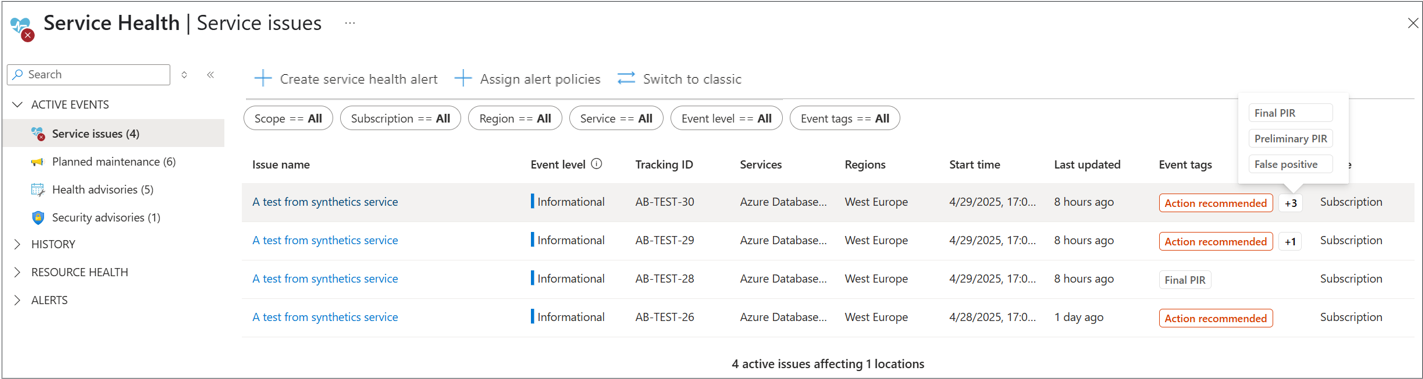 Service Health | Service issues ...
Search
ACTIVE EVENTS
Service issues (4)
Planned maintenance (6)
Health advisories (5)
Security advisories (1)
HISTORY
RESOURCE HEALTH
ALERTS
Create service health alert Assign alert policies Switch to classic
Scope == All Subscription == All Region == All Service == All Event level == All Event tags == All
Final PIR
Preliminary PIR
False positive
Issue name Event level Tracking ID Services Regions Start time Last updated Event tags
A test from synthetics service Informational AB-TEST-30 Azure Database... West Europe 4/29/2025, 17:0... 8 hours ago Action recommended +3 Subscription
A test from synthetics service Informational AB-TEST-29 Azure Database... West Europe 4/29/2025, 17:0... 8 hours ago Action recommended +1 Subscription
A test from synthetics service Informational AB-TEST-28 Azure Database... West Europe 4/29/2025, 17:0... 8 hours ago Final PIR Subscription
A test from synthetics service Informational AB-TEST-26 Azure Database... West Europe 4/28/2025, 17:0... 1 day ago Action recommended Subscription
4 active issues affecting 1 locations